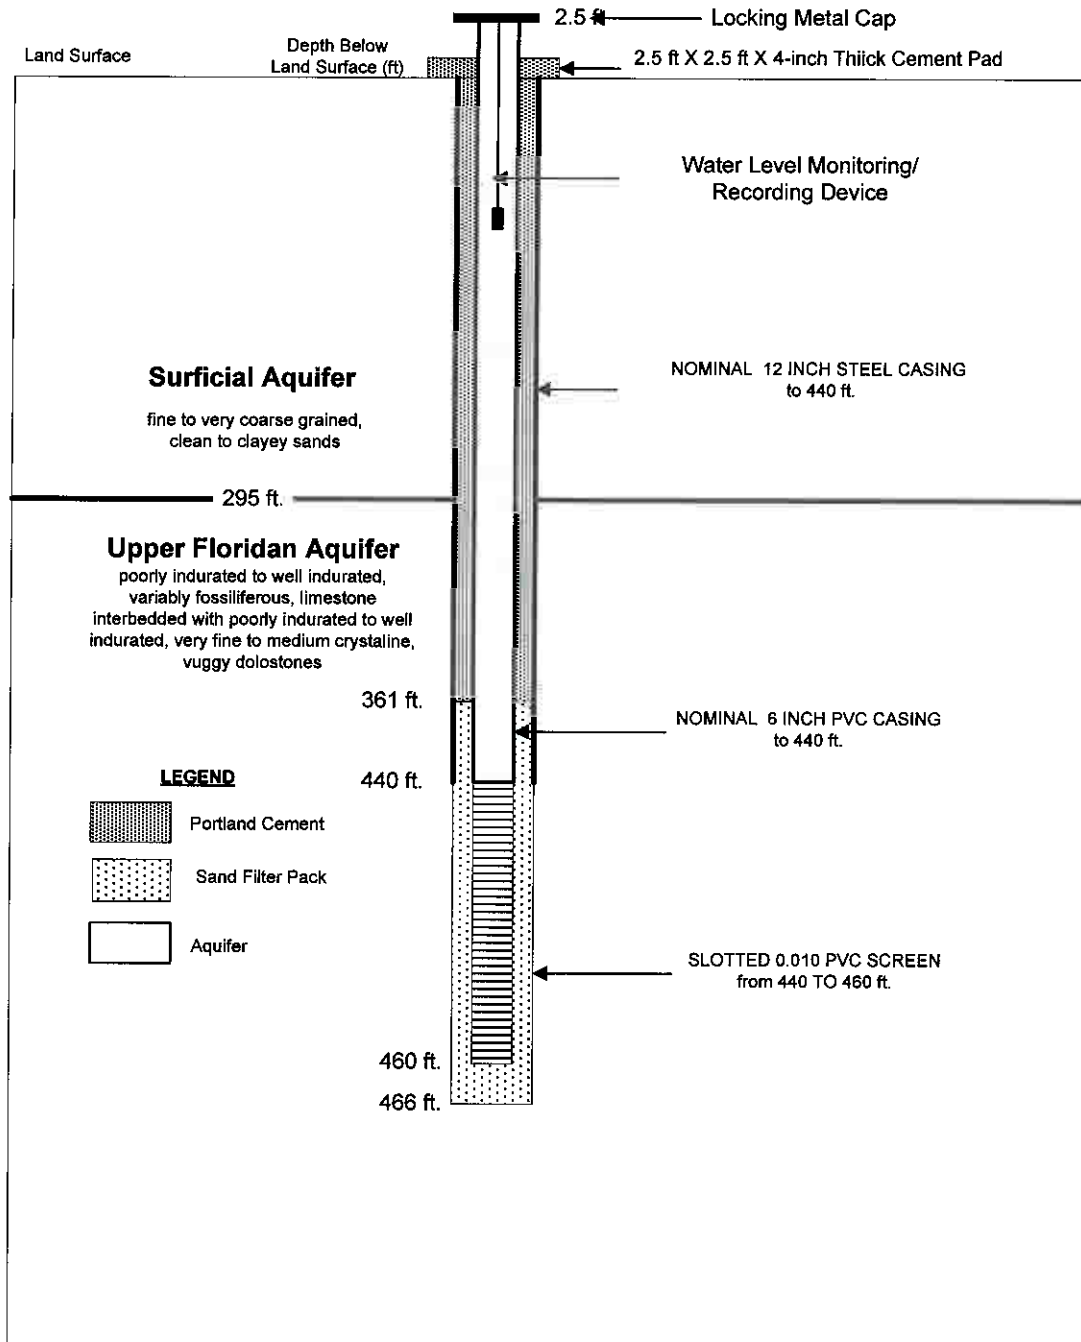 2.5 ft
Locking Metal Cap
Land Surface
Depth Below
Land Surface (ft)
2.5 ft X 2.5 ft X 4-inch Thiick Cement Pad
Water Level Monitoring/
Recording Device
Surficial Aquifer
fine to very coarse grained,
clean to clayey sands
NOMINAL 12 INCH STEEL CASING
to 440 ft.
295 ft.
Upper Floridan Aquifer
poorly indurated to well indurated,
variably fossiliferous, limestone
interbedded with poorly indurated to well
indurated, very fine to medium crystaline,
vuggy dolostones
361 ft.
NOMINAL 6 INCH PVC CASING
to 440 ft.
440 ft.
LEGEND
Portland Cement
Sand Filter Pack
Aquifer
SLOTTED 0.010 PVC SCREEN
from 440 TO 460 ft.
460 ft.
466 ft.